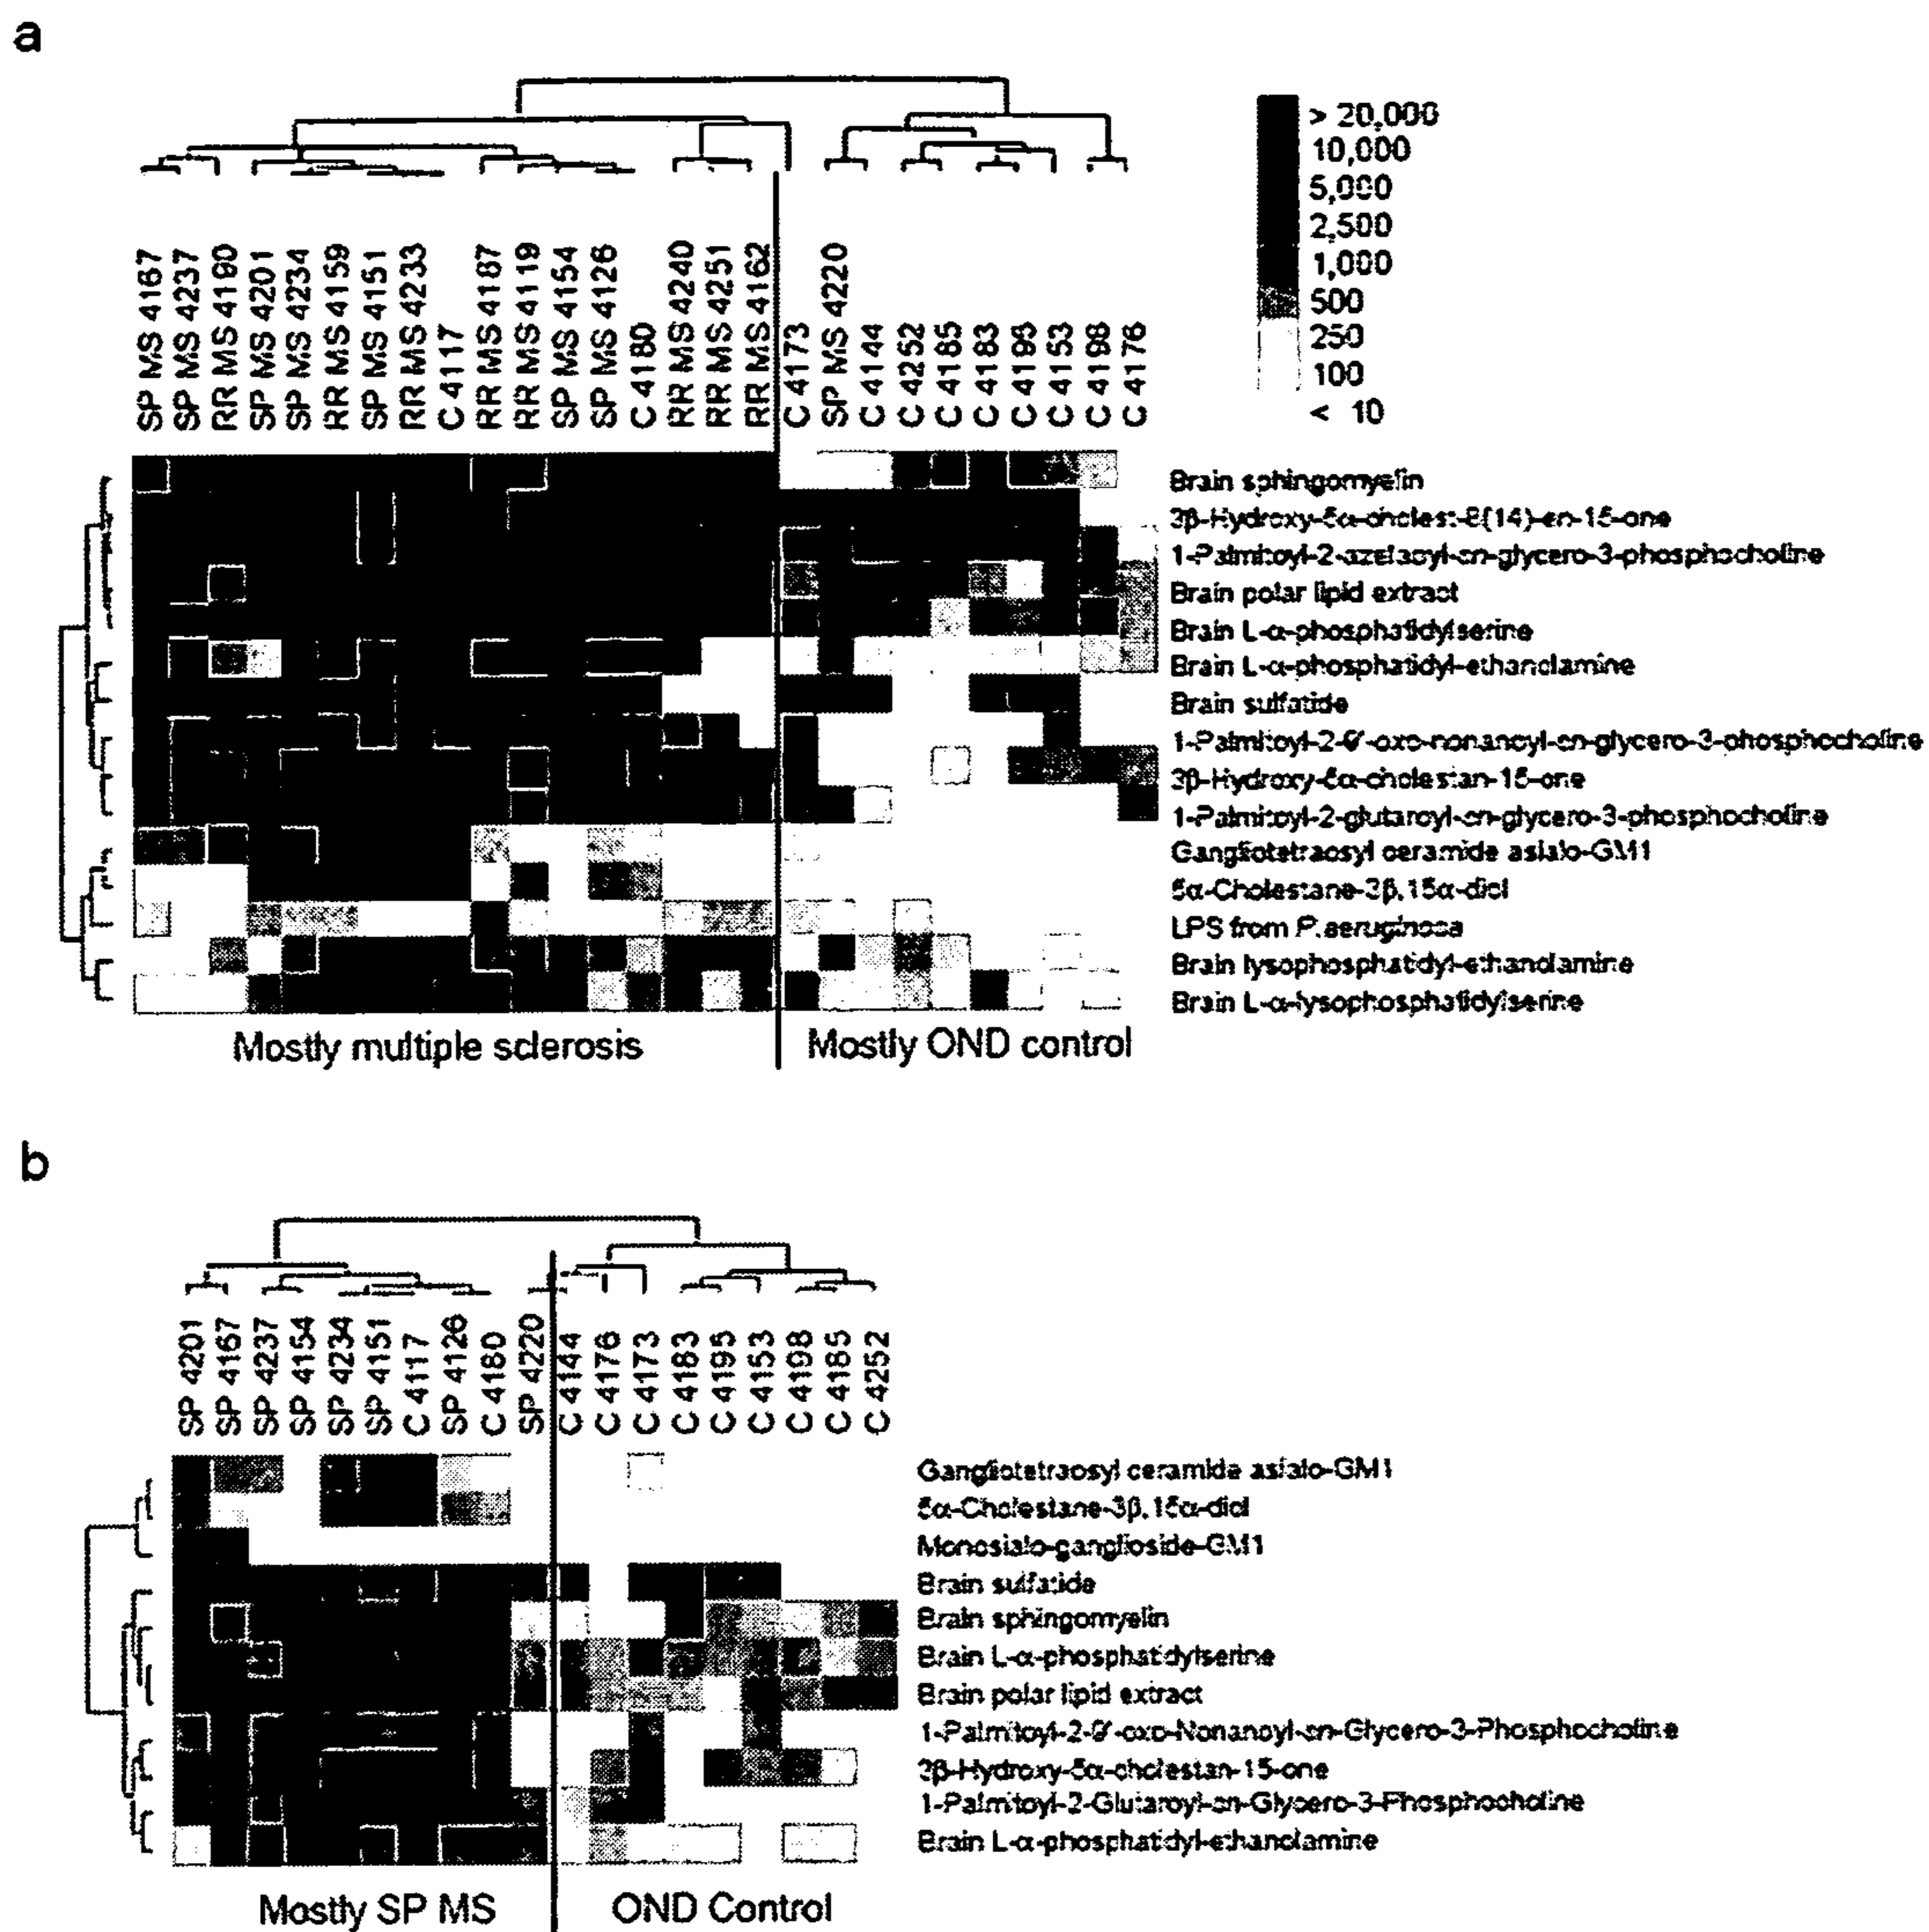 a
> 20,000
10,000
5,000
2,500
1,000
500
250
100
< 10
SP MS 4167
SP MS 4237
RR MS 4190
SP MS 4201
SP MS 4234
RR MS 4159
SP MS 4151
RR MS 4233
C 4117
RR MS 4187
RR MS 4119
SP MS 4154
SP MS 4126
C 4180
RR MS 4240
RR MS 4251
RR MS 4162
C 4173
SP MS 4220
C 4144
C 4252
C 4185
C 4183
C 4195
C 4153
C 4198
C 4176
Brain sphingomyelin
3β-Hydroxy-5α-cholest-8(14)-en-15-one
1-Palmitoyl-2-azelaoyl-sn-glycero-3-phosphocholine
Brain polar lipid extract
Brain L-α-phosphatidylserine
Brain L-α-phosphatidyl-ethanolamine
Brain sulfatide
1-Palmitoyl-2-9'-oxo-nonanoyl-sn-glycero-3-phosphocholine
3β-Hydroxy-5α-cholestan-15-one
1-Palmitoyl-2-glutaroyl-sn-glycero-3-phosphocholine
Gangliotetraosyl ceramide asialo-GM1
5α-Cholestane-3β,15α-diol
LPS from P.aeruginosa
Brain lysophosphatidyl-ethanolamine
Brain L-α-lysophosphatidylserine
Mostly multiple sclerosis
Mostly OND control
b
SP 4201
SP 4167
SP 4237
SP 4154
SP 4234
SP 4151
C 4117
SP 4126
C 4180
SP 4220
C 4144
C 4176
C 4173
C 4183
C 4195
C 4153
C 4198
C 4185
C 4252
Gangliotetraosyl ceramide asialo-GM1
5α-Cholestane-3β,15α-diol
Monosialo-ganglioside-GM1
Brain sulfatide
Brain sphingomyelin
Brain L-α-phosphatidylserine
Brain polar lipid extract
1-Palmitoyl-2-9'-oxo-Nonanoyl-sn-Glycero-3-Phosphocholine
3β-Hydroxy-5α-cholestan-15-one
1-Palmitoyl-2-Glutaroyl-sn-Glycero-3-Phosphocholine
Brain L-α-phosphatidyl-ethanolamine
Mostly SP MS
OND Control